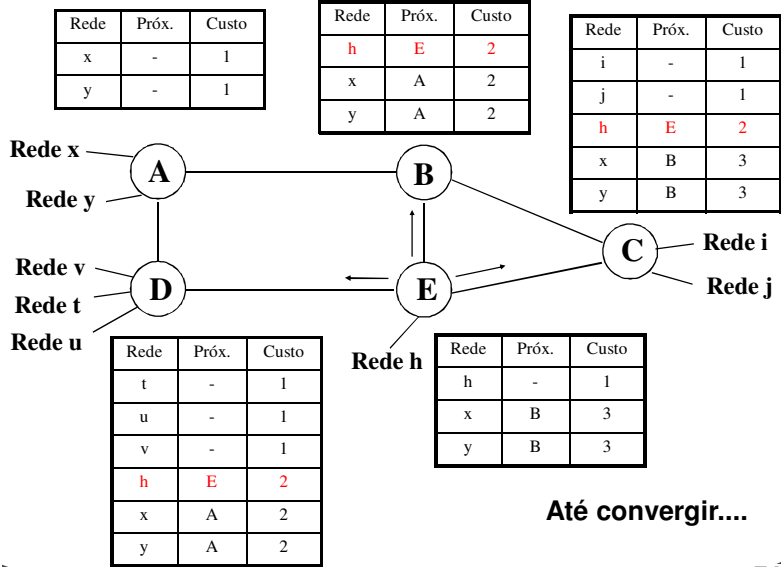 Rede Próx. Custo
x - 1
y - 1
Rede Próx. Custo
h E 2
x A 2
y A 2
Rede Próx. Custo
i - 1
j - 1
h E 2
x B 3
y B 3
Rede x
A
B
Rede y
C
Rede i
Rede j
Rede v
Rede t
Rede u
D
E
Rede h
Rede Próx. Custo
t - 1
u - 1
v - 1
h E 2
x A 2
y A 2
Rede Próx. Custo
h - 1
x B 3
y B 3
Até convergir....